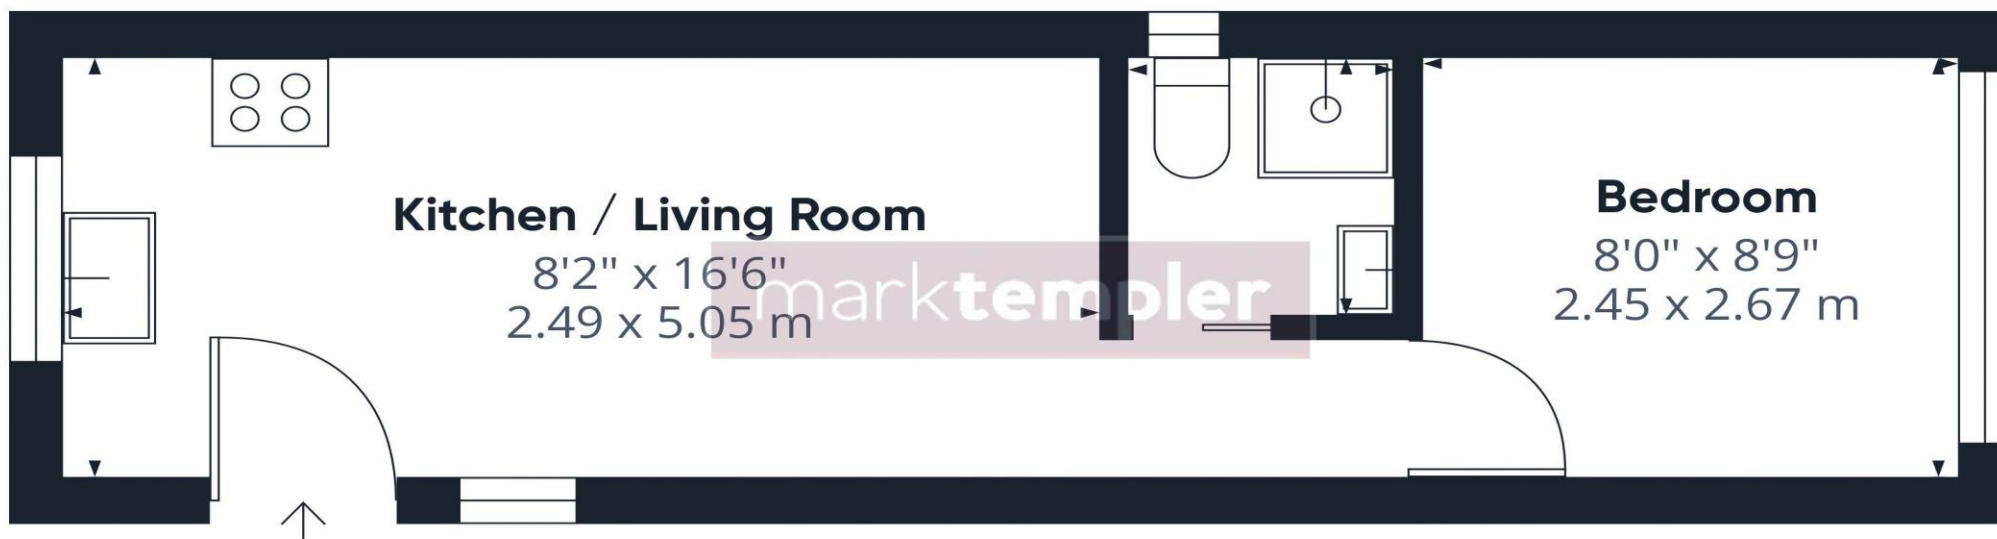 Kitchen / Living Room
8'2" x 16'6"
2.49 x 5.05 m
marktempler
Bedroom
8'0" x 8'9"
2.45 x 2.67 m